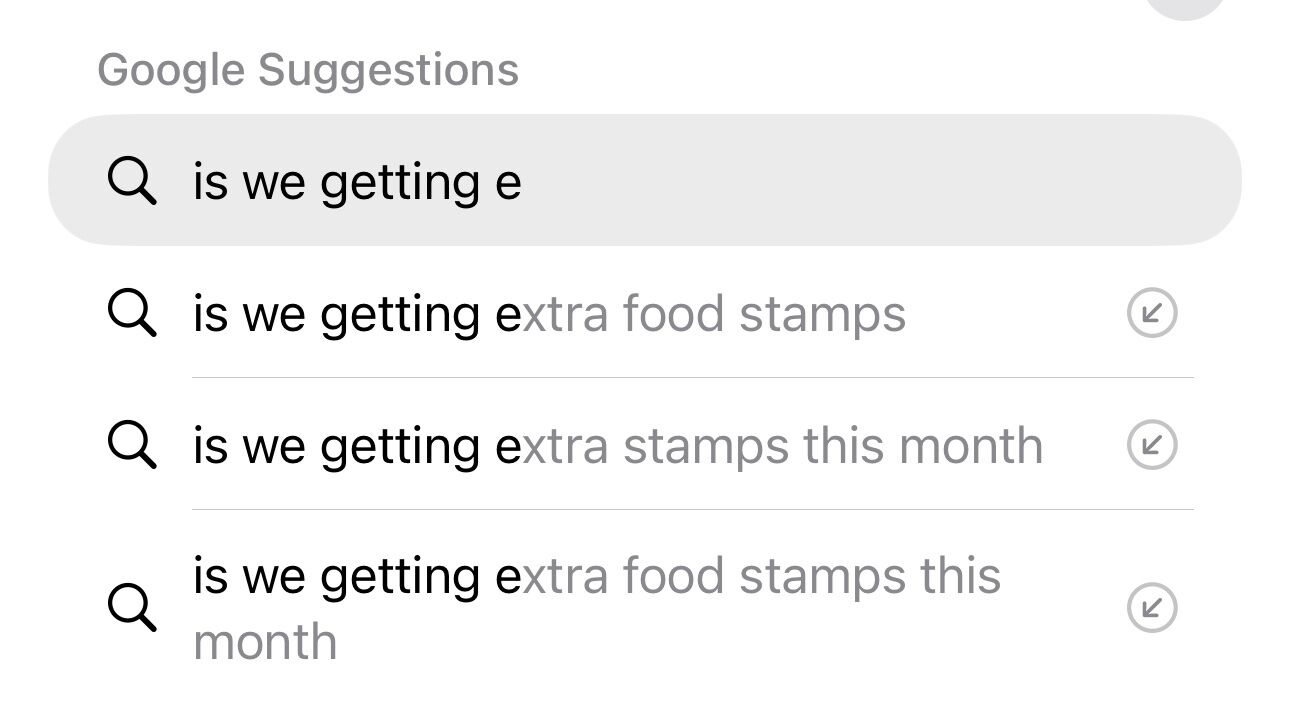 Google Suggestions
is we getting e
is we getting extra food stamps
is we getting extra stamps this month
is we getting extra food stamps this
month